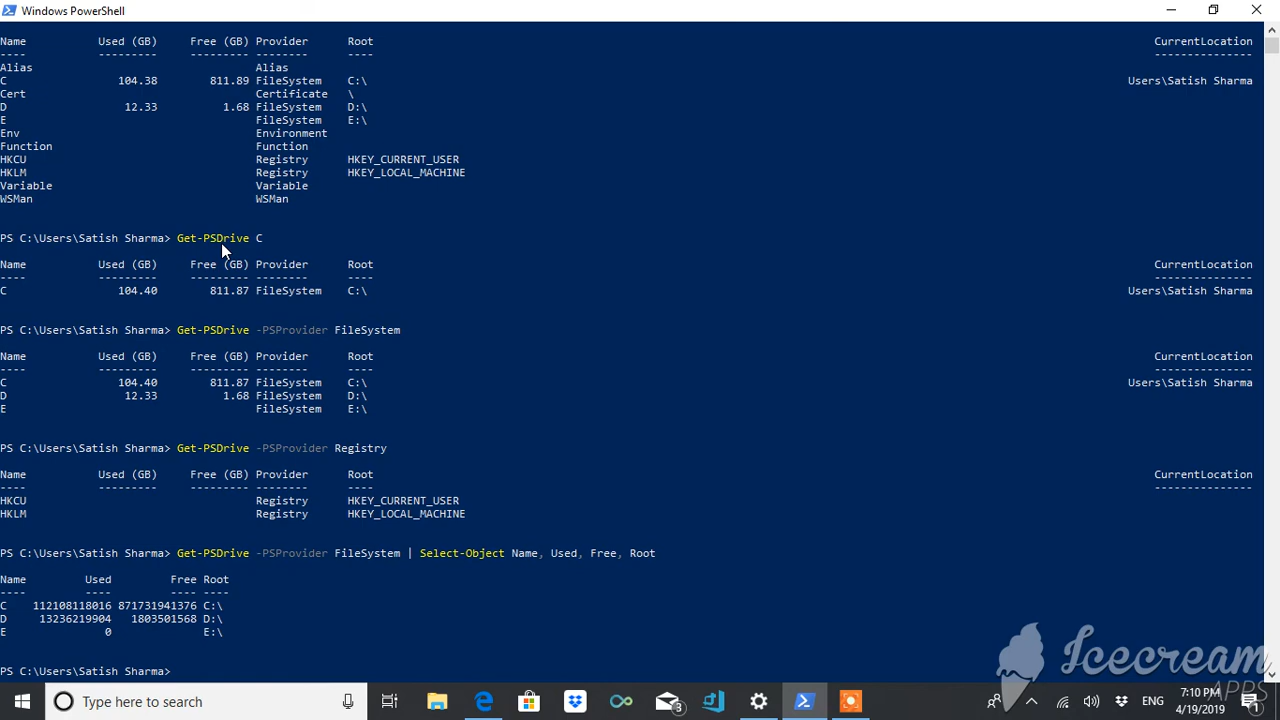 Windows PowerShell
Name Used (GB) Free (GB) Provider Root CurrentLocation
---- --------- --------- -------- ---- ---------------
Alias Alias
C 104.38 811.89 FileSystem C:\ Users\Satish Sharma
Cert Certificate \
D 12.33 1.68 FileSystem D:\
E FileSystem E:\
Env Environment
Function Function
HKCU Registry HKEY_CURRENT_USER
HKLM Registry HKEY_LOCAL_MACHINE
Variable Variable
WSMan WSMan
PS C:\Users\Satish Sharma> Get-PSDrive C
Name Used (GB) Free (GB) Provider Root CurrentLocation
---- --------- --------- -------- ---- ---------------
C 104.40 811.87 FileSystem C:\ Users\Satish Sharma
PS C:\Users\Satish Sharma> Get-PSDrive -PSProvider FileSystem
Name Used (GB) Free (GB) Provider Root CurrentLocation
---- --------- --------- -------- ---- ---------------
C 104.40 811.87 FileSystem C:\ Users\Satish Sharma
D 12.33 1.68 FileSystem D:\
E FileSystem E:\
PS C:\Users\Satish Sharma> Get-PSDrive -PSProvider Registry
Name Used (GB) Free (GB) Provider Root CurrentLocation
---- --------- --------- -------- ---- ---------------
HKCU Registry HKEY_CURRENT_USER
HKLM Registry HKEY_LOCAL_MACHINE
PS C:\Users\Satish Sharma> Get-PSDrive -PSProvider FileSystem | Select-Object Name, Used, Free, Root
Name Used Free Root
---- ---- ---- ----
C 112108118016 871731941376 C:\
D 13236219904 1803501568 D:\
E 0 E:\
PS C:\Users\Satish Sharma>
Icecream
APPS
Type here to search
3
ENG
7:10 PM
4/19/2019
1